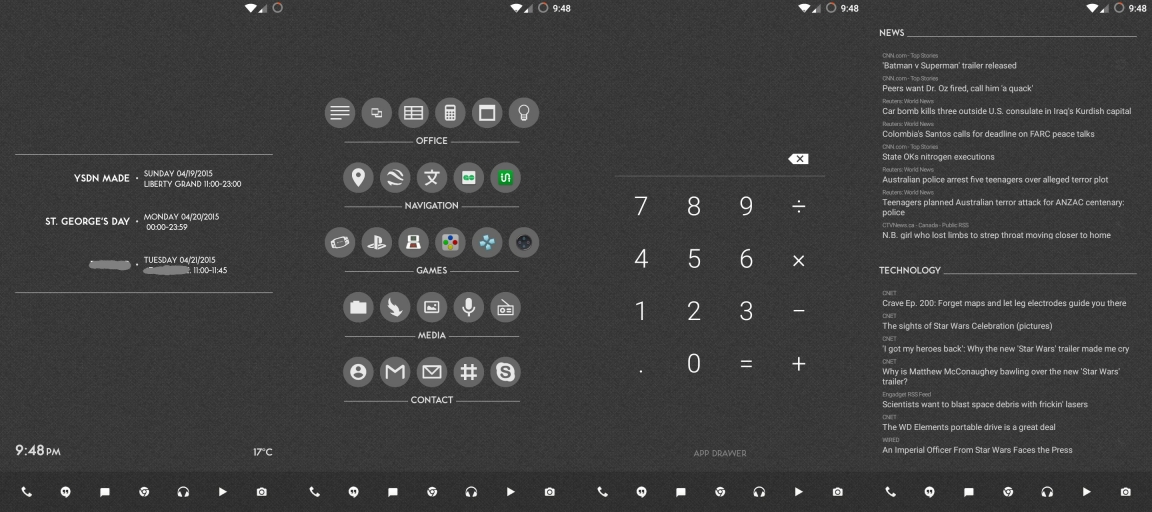 YSDN MADE • SUNDAY 04/19/2015
LIBERTY GRAND 11:00-23:00
ST. GEORGE'S DAY • MONDAY 04/20/2015
00:00-23:59
• TUESDAY 04/21/2015
11:00-11:45
9:48 PM
17°C
9:48
OFFICE
NAVIGATION
GAMES
MEDIA
CONTACT
9:48
7 8 9 ÷
4 5 6 ×
1 2 3 −
. 0 = +
APP DRAWER
9:48
NEWS
CNN.com - Top Stories
'Batman v Superman' trailer released
CNN.com - Top Stories
Peers want Dr. Oz fired, call him 'a quack'
Reuters: World News
Car bomb kills three outside U.S. consulate in Iraq's Kurdish capital
Reuters: World News
Colombia's Santos calls for deadline on FARC peace talks
CNN.com - Top Stories
State OKs nitrogen executions
Reuters: World News
Australian police arrest five teenagers over alleged terror plot
Reuters: World News
Teenagers planned Australian terror attack for ANZAC centenary:
police
CTVNews.ca - Canada - Public RSS
N.B. girl who lost limbs to strep throat moving closer to home
TECHNOLOGY
CNET
Crave Ep. 200: Forget maps and let leg electrodes guide you there
CNET
The sights of Star Wars Celebration (pictures)
CNET
'I got my heroes back': Why the new 'Star Wars' trailer made me cry
CNET
Why is Matthew McConaughey bawling over the new 'Star Wars'
trailer?
Engadget RSS Feed
Scientists want to blast space debris with frickin' lasers
CNET
The WD Elements portable drive is a great deal
WIRED
An Imperial Officer From Star Wars Faces the Press